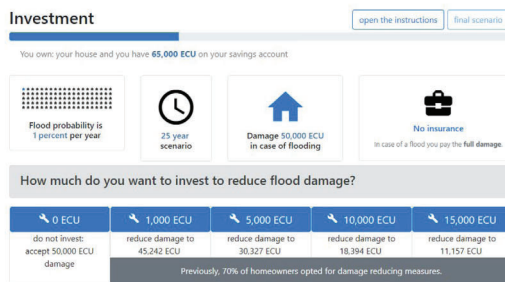 Investment
open the instructions
final scenario
You own: your house and you have 65,000 ECU on your savings account
Flood probability is
1 percent per year
25 year
scenario
Damage 50,000 ECU
in case of flooding
No insurance
In case of a flood you pay the full damage.
How much do you want to invest to reduce flood damage?
0 ECU
1,000 ECU
5,000 ECU
10,000 ECU
15,000 ECU
do not invest:
accept 50,000 ECU
damage
reduce damage to
45,242 ECU
reduce damage to
30,327 ECU
reduce damage to
18,394 ECU
reduce damage to
11,157 ECU
Previously, 70% of homeowners opted for damage reducing measures.